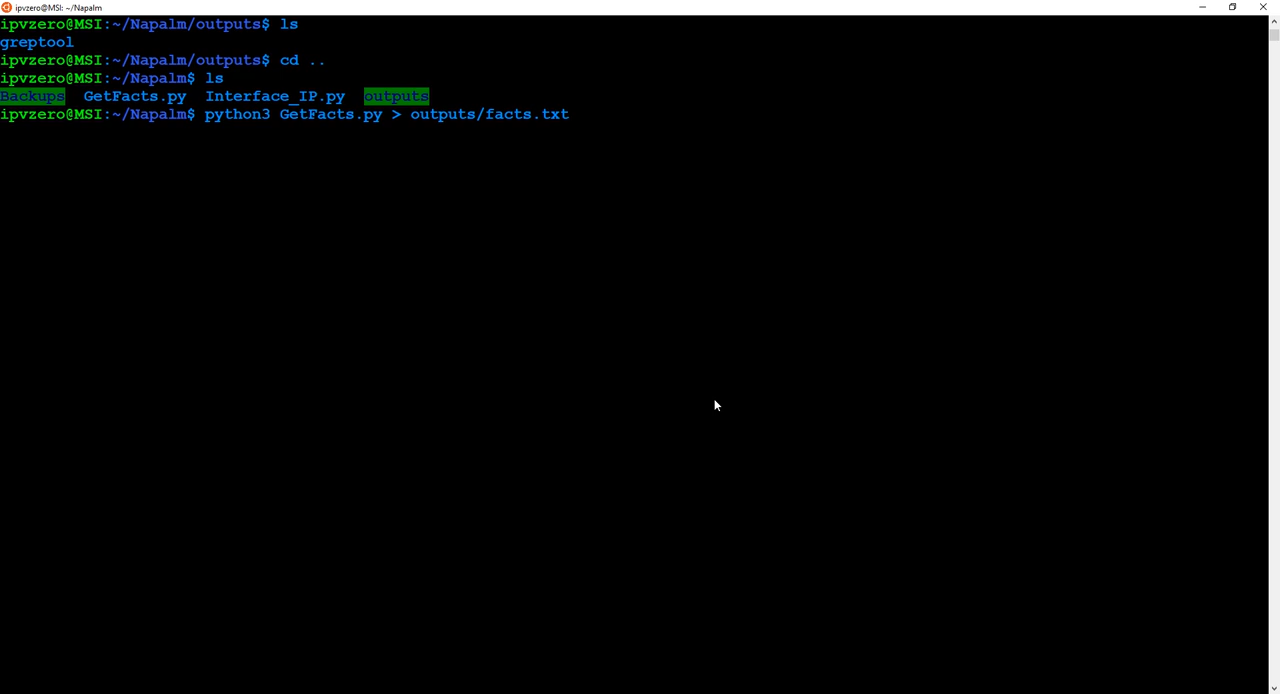 ipvzero@MSI: ~/Napalm
ipvzero@MSI:~/Napalm/outputs$ ls
greptool
ipvzero@MSI:~/Napalm/outputs$ cd ..
ipvzero@MSI:~/Napalm$ ls
Backups  GetFacts.py  Interface_IP.py  outputs
ipvzero@MSI:~/Napalm$ python3 GetFacts.py > outputs/facts.txt